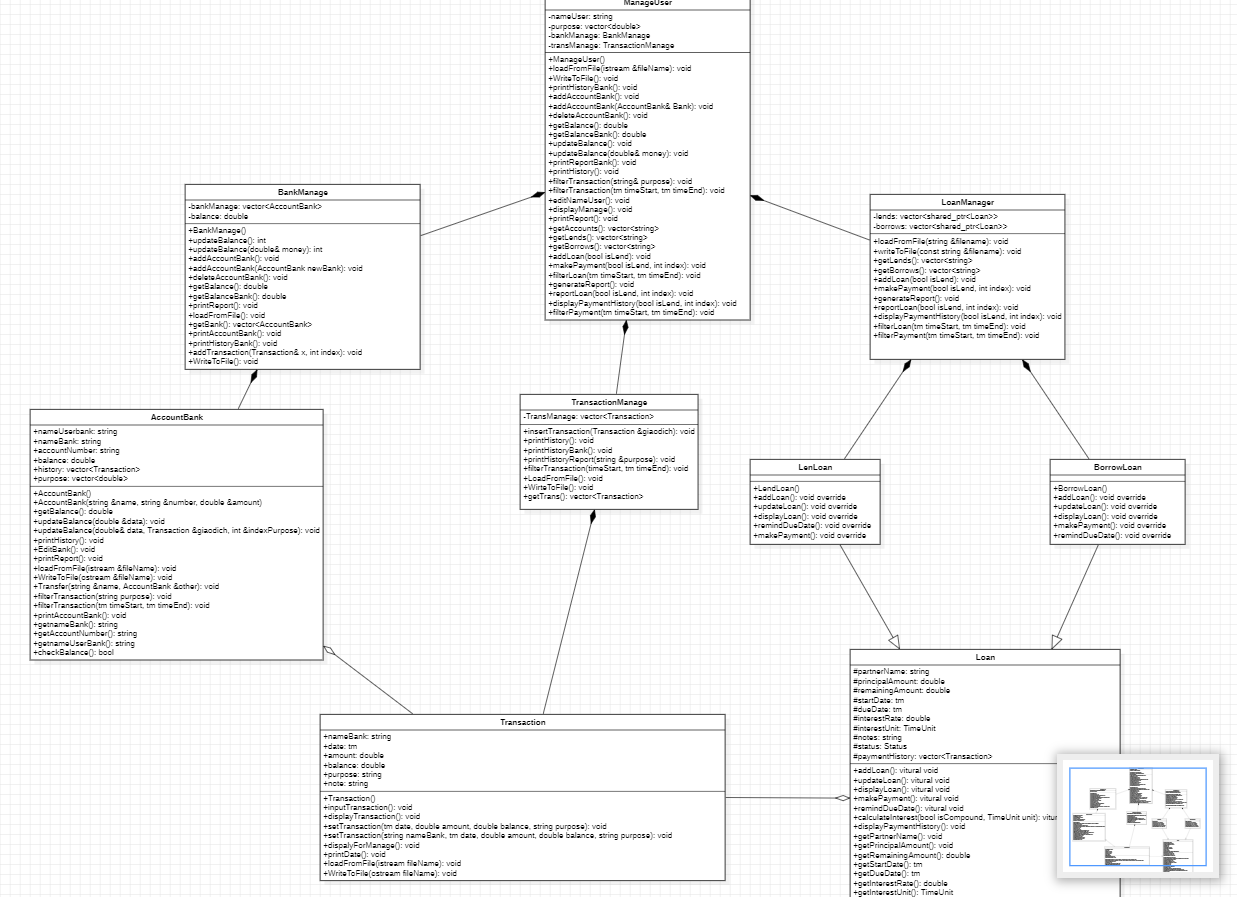 ManageUser
-nameUser: string
-purpose: vector<double>
-bankManage: BankManage
-transManage: TransactionManage
+ManageUser()
+loadFromFile(istream &fileName): void
+WriteToFile(): void
+printHistoryBank(): void
+addAccountBank(): void
+addAccountBank(AccountBank& Bank): void
+deleteAccountBank(): void
+getBalance(): double
+getBalanceBank(): double
+updateBalance(): void
+updateBalance(double& money): void
+printReportBank(): void
+printHistory(): void
+filterTransaction(string& purpose): void
+filterTransaction(tm timeStart, tm timeEnd): void
+editNameUser(): void
+displayManage(): void
+printReport(): void
+getAccounts(): vector<string>
+getLends(): vector<string>
+getBorrows(): vector<string>
+addLoan(bool isLend): void
+makePayment(bool isLend, int index): void
+filterLoan(tm timeStart, tm timeEnd): void
+generateReport(): void
+reportLoan(bool isLend, int index): void
+displayPaymentHistory(bool isLend, int index): void
+filterPayment(tm timeStart, tm timeEnd): void
BankManage
-bankManage: vector<AccountBank>
-balance: double
+BankManage()
+updateBalance(): int
+updateBalance(double& money): int
+addAccountBank(): void
+addAccountBank(AccountBank newBank): void
+deleteAccountBank(): void
+getBalance(): double
+getBalanceBank(): double
+printReport(): void
+loadFromFile(): void
+getBank(): vector<AccountBank>
+printAccountBank(): void
+printHistoryBank(): void
+addTransaction(Transaction& x, int index): void
+WriteToFile(): void
LoanManager
-lends: vector<shared_ptr<Loan>>
-borrows: vector<shared_ptr<Loan>>
+loadFromFile(string &filename): void
+writeToFile(const string &filename): void
+getLends(): vector<string>
+getBorrows(): vector<string>
+addLoan(bool isLend): void
+makePayment(bool isLend, int index): void
+generateReport(): void
+reportLoan(bool isLend, int index): void
+displayPaymentHistory(bool isLend, int index): void
+filterLoan(tm timeStart, tm timeEnd): void
+filterPayment(tm timeStart, tm timeEnd): void
AccountBank
+nameUserbank: string
+nameBank: string
+accountNumber: string
+balance: double
+history: vector<Transaction>
+purpose: vector<double>
+AccountBank()
+AccountBank(string &name, string &number, double &amount)
+getBalance(): double
+updateBalance(double &data): void
+updateBalance(double& data, Transaction &giaodich, int &indexPurpose): void
+printHistory(): void
+EditBank(): void
+printReport(): void
+loadFromFile(istream &fileName): void
+WriteToFile(ostream &fileName): void
+Transfer(string &name, AccountBank &other): void
+filterTransaction(string purpose): void
+filterTransaction(tm timeStart, tm timeEnd): void
+printAccountBank(): void
+getnameBank(): string
+getAccountNumber(): string
+getnameUserBank(): string
+checkBalance(): bool
TransactionManage
-TransManage: vector<Transaction>
+insertTransaction(Transaction &giaodich): void
+printHistory(): void
+printHistoryBank(): void
+printHistoryReport(string &purpose): void
+filterTransaction(timeStart, tm timeEnd): void
+LoadFromFile(): void
+WirteToFile(): void
+getTrans(): vector<Transaction>
LenLoan
+LendLoan()
+addLoan(): void override
+updateLoan(): void override
+displayLoan(): void override
+remindDueDate(): void override
+makePayment(): void override
BorrowLoan
+BorrowLoan()
+addLoan(): void override
+updateLoan(): void override
+displayLoan(): void override
+makePayment(): void override
+remindDueDate(): void override
Transaction
+nameBank: string
+date: tm
+amount: double
+balance: double
+purpose: string
+note: string
+Transaction()
+inputTransaction(): void
+displayTransaction(): void
+setTransaction(tm date, double amount, double balance, string purpose): void
+setTransaction(string nameBank, tm date, double amount, double balance, string purpose): void
+dispalyForManage(): void
+printDate(): void
+loadFromFile(istream fileName): void
+WriteToFile(ostream fileName): void
Loan
#partnerName: string
#principalAmount: double
#remainingAmount: double
#startDate: tm
#dueDate: tm
#interestRate: double
#interestUnit: TimeUnit
#notes: string
#status: Status
#paymentHistory: vector<Transaction>
+addLoan(): vitural void
+updateLoan(): vitural void
+displayLoan(): vitural void
+makePayment(): vitural void
+remindDueDate(): vitural void
+calculateInterest(bool isCompound, TimeUnit unit): vitur
+displayPaymentHistory(): void
+getPartnerName(): void
+getPrincipalAmount(): void
+getRemainingAmount(): double
+getStartDate(): tm
+getDueDate(): tm
+getInterestRate(): double
+getInterestUnit(): TimeUnit